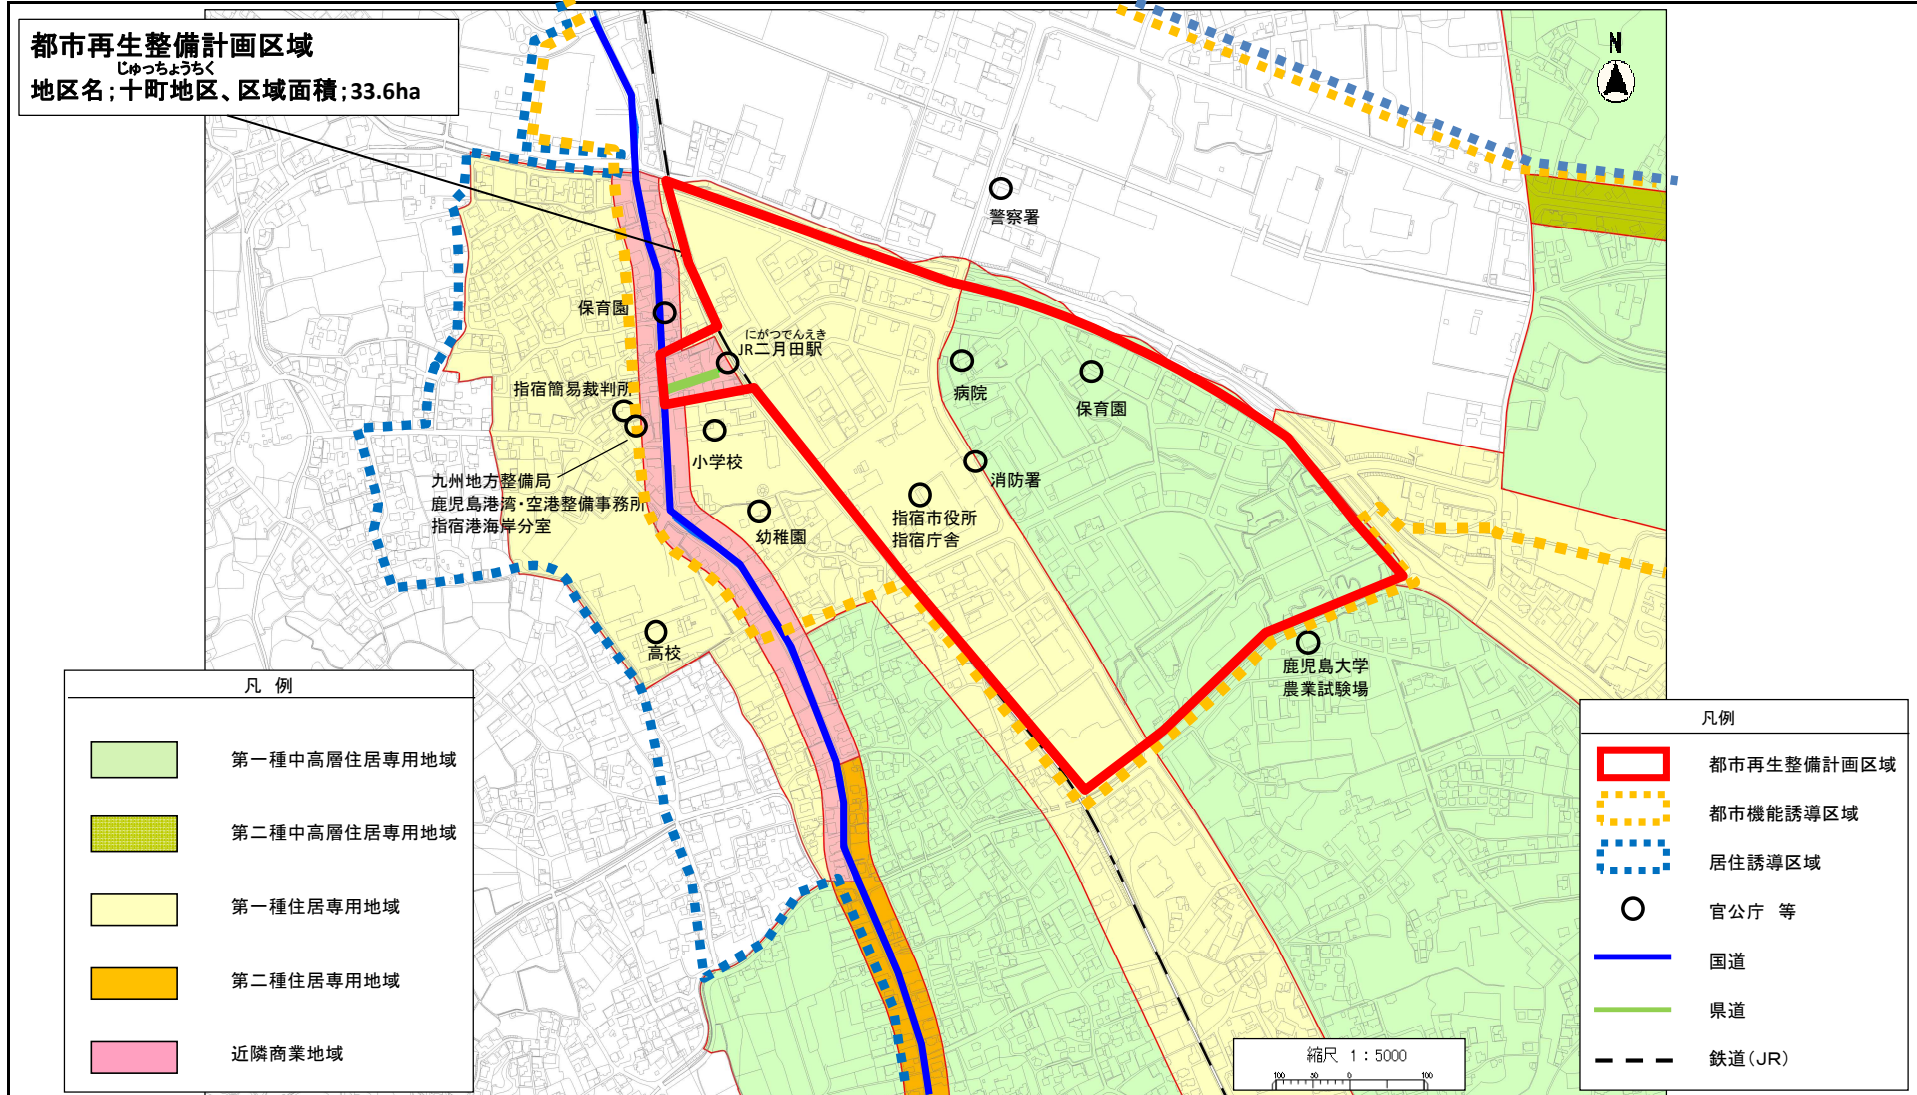 都市再生整備計画区域
じゅっちょうちく
地区名；十町地区、区域面積；33.6ha
N
警察署
保育園
にがつでんえき
JR二月田駅
指宿簡易裁判所
病院
保育園
小学校
九州地方整備局
鹿児島港湾・空港整備事務所
指宿港海岸分室
消防署
指宿市役所
指宿庁舎
幼稚園
高校
鹿児島大学
農業試験場
凡 例
第一種中高層住居専用地域
第二種中高層住居専用地域
第一種住居専用地域
第二種住居専用地域
近隣商業地域
凡例
都市再生整備計画区域
都市機能誘導区域
居住誘導区域
官公庁 等
国道
県道
鉄道（JR）
縮尺 1：5000
100 50 0 100